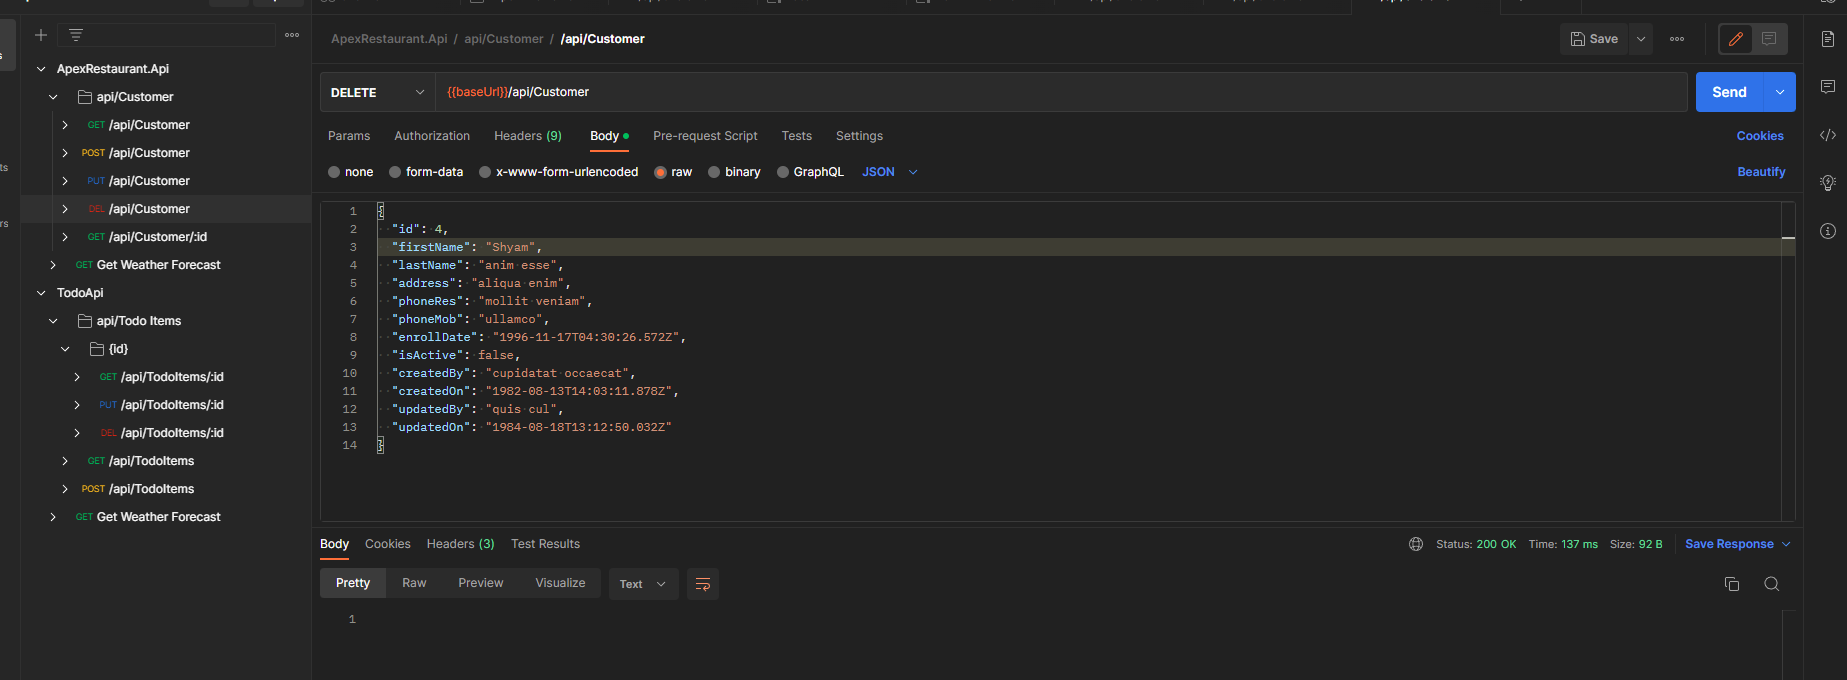 ApexRestaurant.Api
api/Customer
GET /api/Customer
POST /api/Customer
PUT /api/Customer
DEL /api/Customer
GET /api/Customer/:id
GET Get Weather Forecast
TodoApi
api/Todo Items
{id}
GET /api/TodoItems/:id
PUT /api/TodoItems/:id
DEL /api/TodoItems/:id
GET /api/TodoItems
POST /api/TodoItems
GET Get Weather Forecast
ApexRestaurant.Api / api/Customer / /api/Customer
Save
DELETE {{baseUrl}}/api/Customer Send
Params Authorization Headers (9) Body Pre-request Script Tests Settings Cookies
none form-data x-www-form-urlencoded raw binary GraphQL JSON Beautify
1 {
2 "id": 4,
3 "firstName": "Shyam",
4 "lastName": "anim esse",
5 "address": "aliqua enim",
6 "phoneRes": "mollit veniam",
7 "phoneMob": "ullamco",
8 "enrollDate": "1996-11-17T04:30:26.572Z",
9 "isActive": false,
10 "createdBy": "cupidatat occaecat",
11 "createdOn": "1982-08-13T14:03:11.878Z",
12 "updatedBy": "quis cul",
13 "updatedOn": "1984-08-18T13:12:50.032Z"
14 }
Body Cookies Headers (3) Test Results Status: 200 OK Time: 137 ms Size: 92 B Save Response
Pretty Raw Preview Visualize Text
1